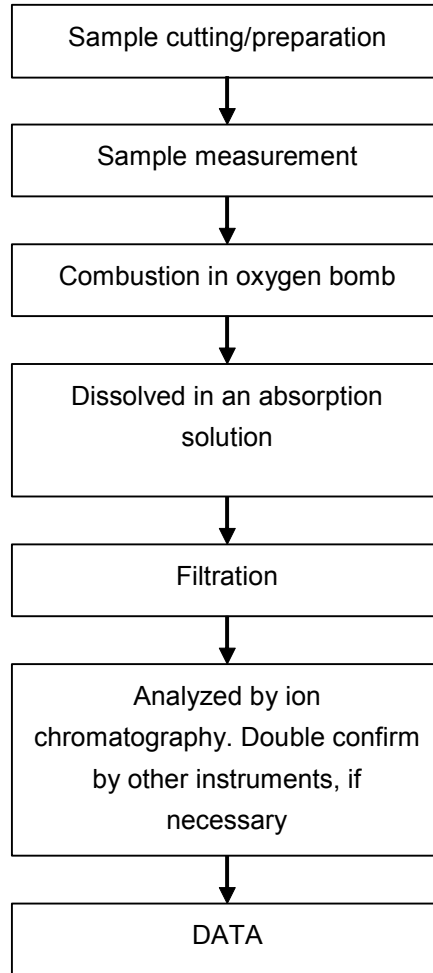 Sample cutting/preparation
Sample measurement
Combustion in oxygen bomb
Dissolved in an absorption
solution
Filtration
Analyzed by ion
chromatography. Double confirm
by other instruments, if
necessary
DATA